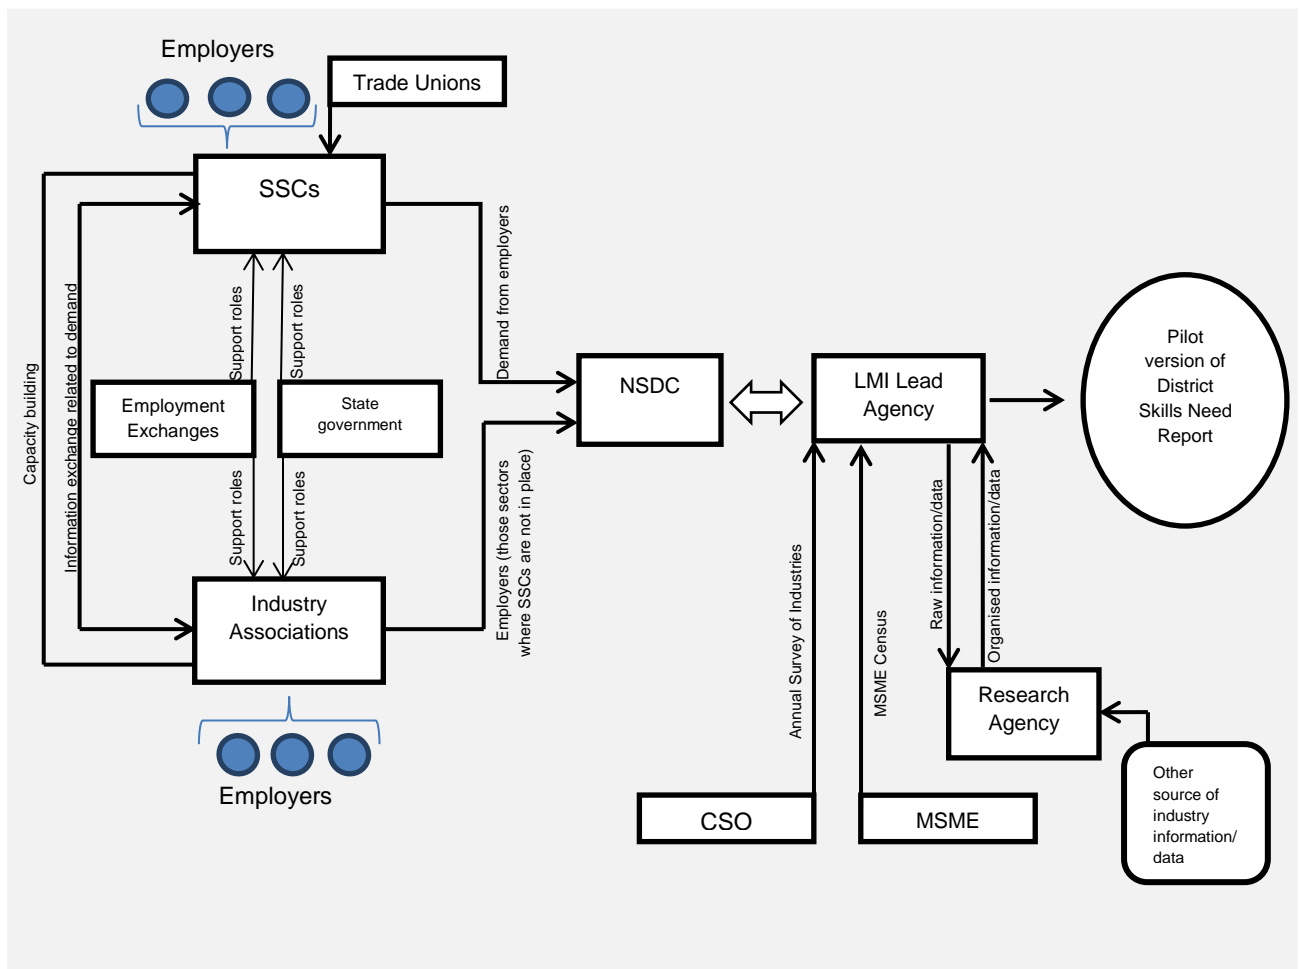 Employers
Trade Unions
SSCs
Capacity building
Information exchange related to demand
Support roles
Support roles
Demand from employers
Employment
Exchanges
State
government
Support roles
Support roles
NSDC
LMI Lead
Agency
Pilot
version of
District
Skills Need
Report
Employers (those sectors
where SSCs are not in place)
Industry
Associations
Employers
Annual Survey of Industries
MSME Census
Raw information/data
Organised information/data
Research
Agency
CSO
MSME
Other
source of
industry
information/
data